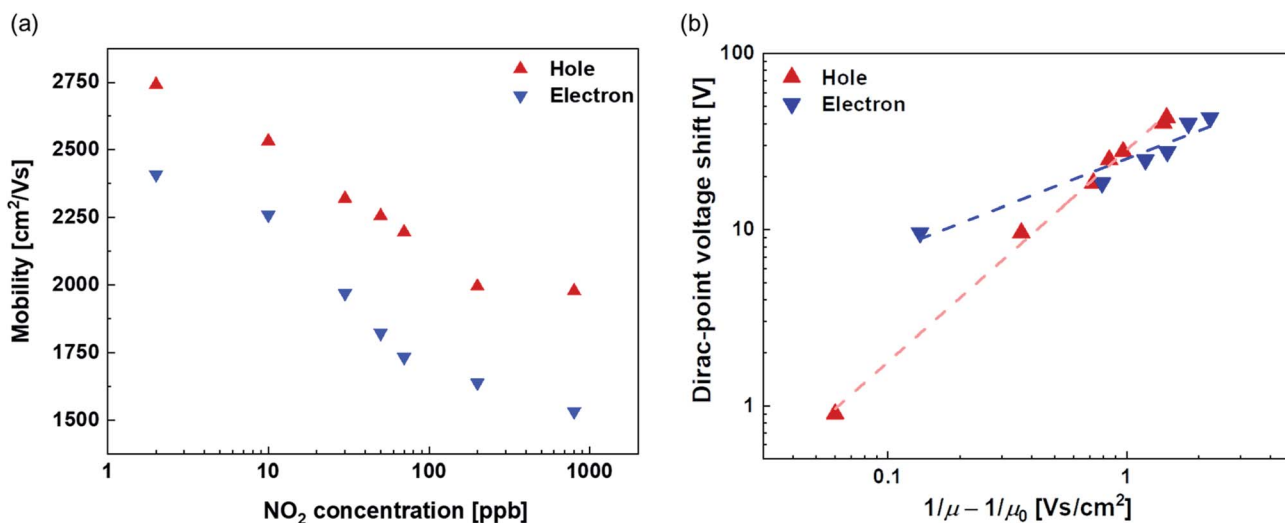 (a)
2750
2500
2250
2000
1750
1500
Mobility [cm²/Vs]
Hole
Electron
1
10
100
1000
NO₂ concentration [ppb]
(b)
100
10
1
Dirac-point voltage shift [V]
Hole
Electron
0.1
1
1/μ − 1/μ₀ [Vs/cm²]